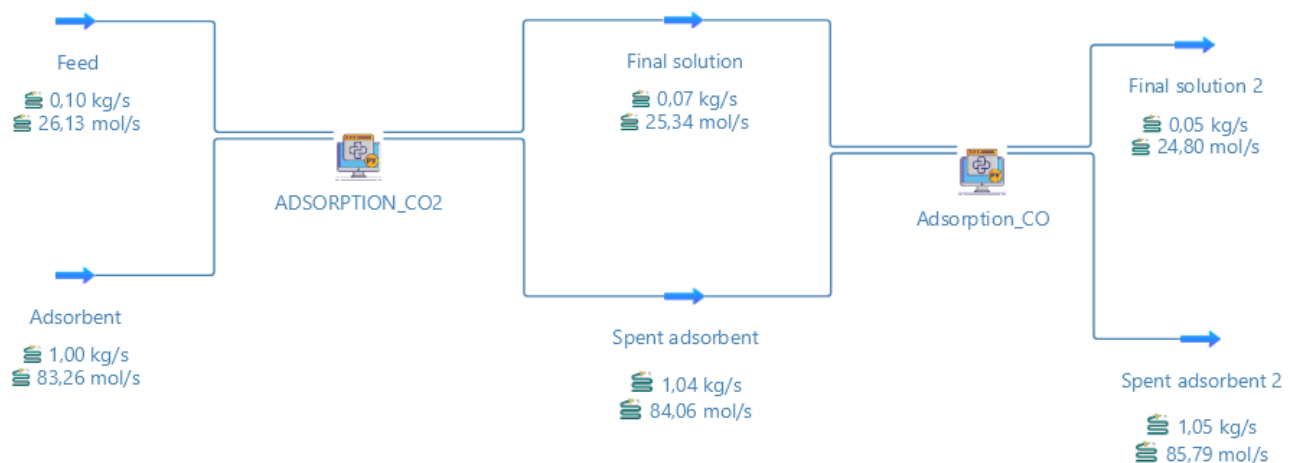 Feed
0,10 kg/s
26,13 mol/s
ADSORPTION_CO2
Adsorbent
1,00 kg/s
83,26 mol/s
Final solution
0,07 kg/s
25,34 mol/s
Spent adsorbent
1,04 kg/s
84,06 mol/s
Adsorption_CO
Final solution 2
0,05 kg/s
24,80 mol/s
Spent adsorbent 2
1,05 kg/s
85,79 mol/s